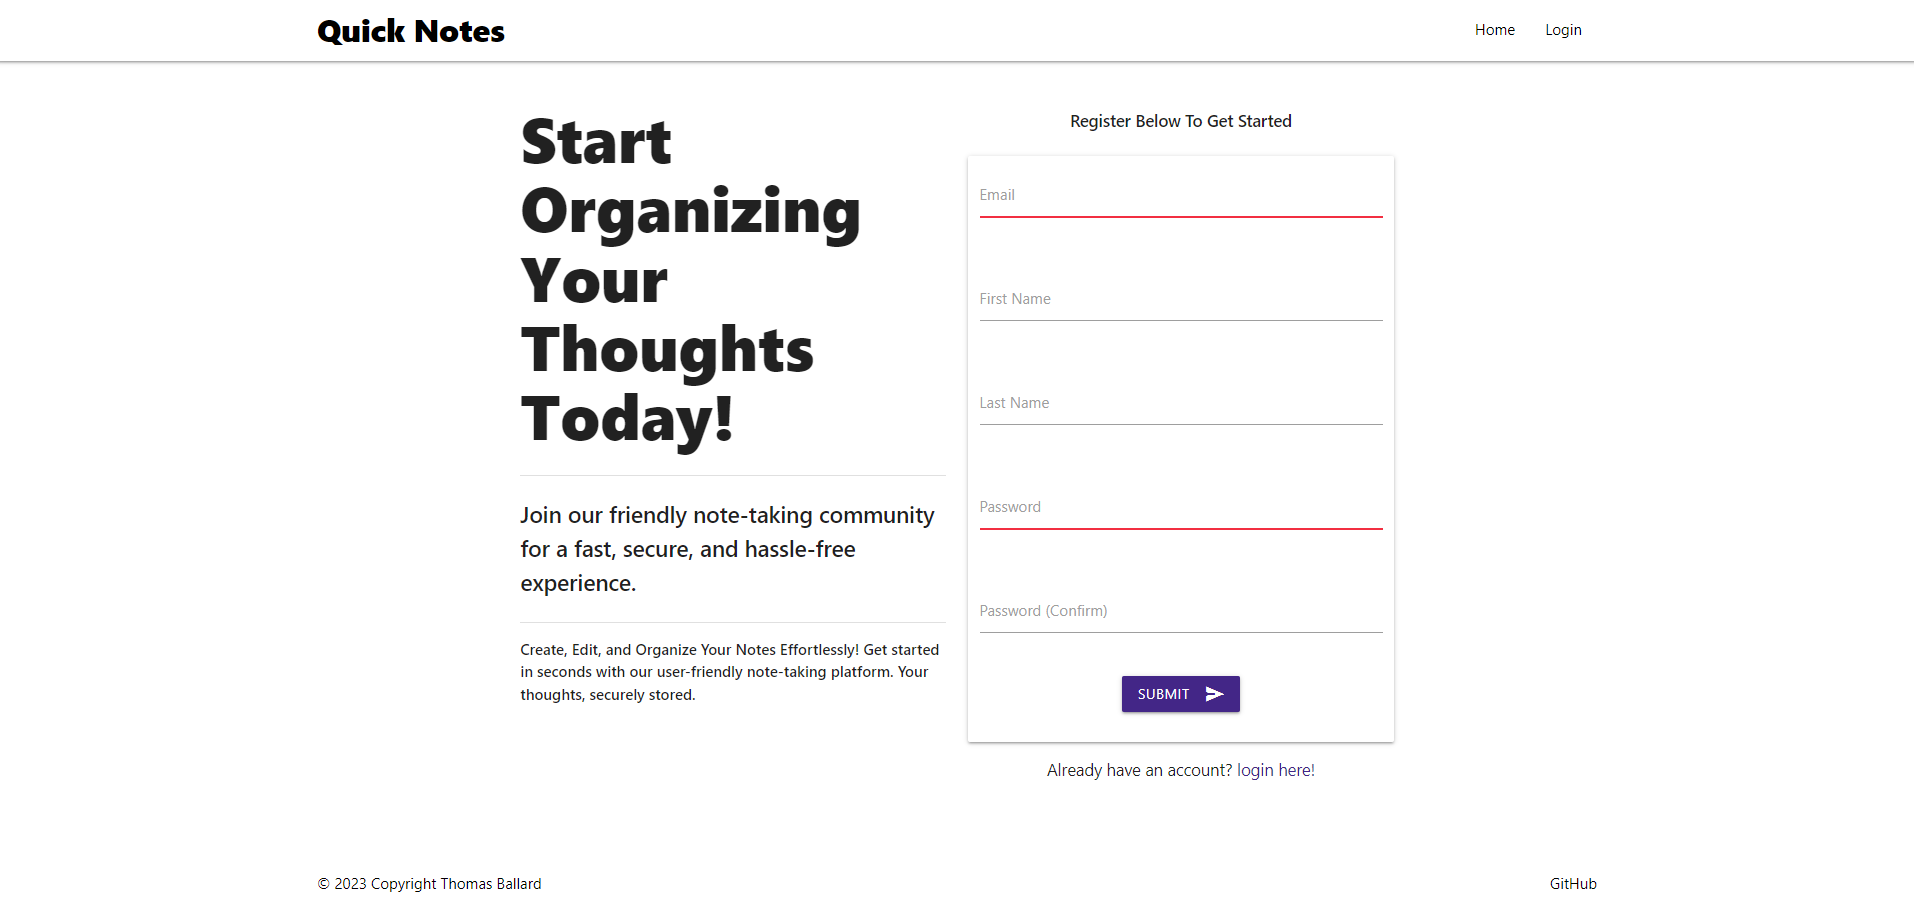 Quick Notes
Home
Login
Start
Organizing
Your
Thoughts
Today!
Join our friendly note-taking community
for a fast, secure, and hassle-free
experience.
Create, Edit, and Organize Your Notes Effortlessly! Get started
in seconds with our user-friendly note-taking platform. Your
thoughts, securely stored.
Register Below To Get Started
Email
First Name
Last Name
Password
Password (Confirm)
SUBMIT
Already have an account? login here!
© 2023 Copyright Thomas Ballard
GitHub